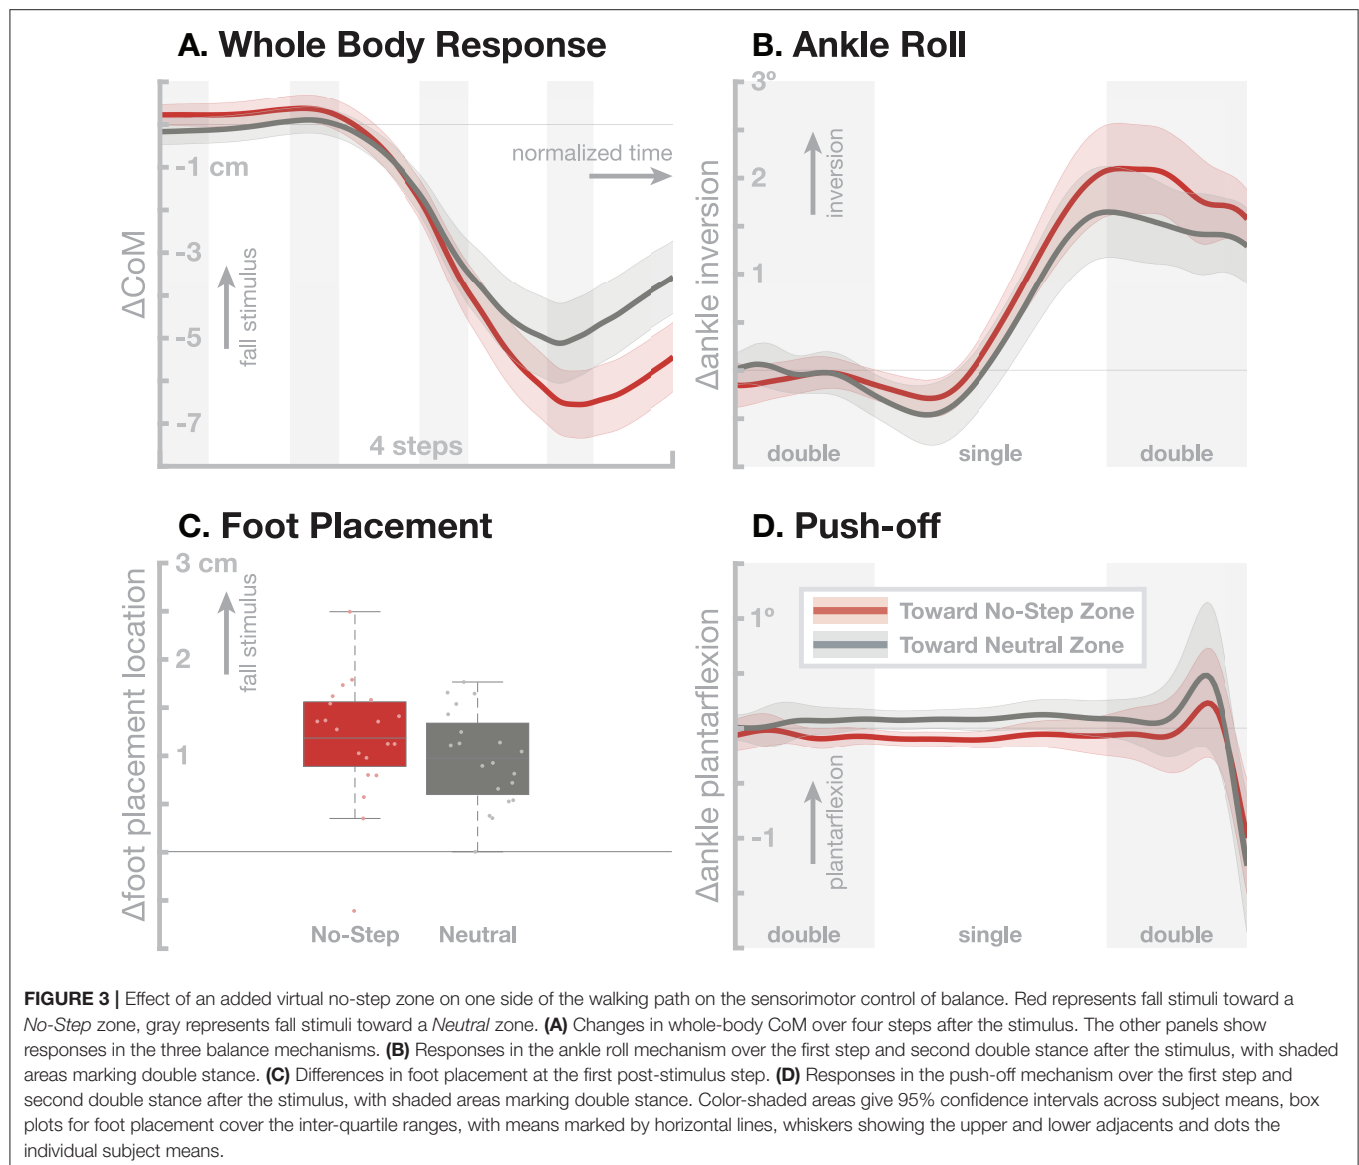 A. Whole Body Response
-1 cm
-3
-5
-7
ΔCoM
fall stimulus
normalized time
4 steps
B. Ankle Roll
3º
2
1
Δankle inversion
inversion
double
single
double
C. Foot Placement
3 cm
2
1
Δfoot placement location
fall stimulus
No-Step
Neutral
D. Push-off
1º
-1
Δankle plantarflexion
plantarflexion
Toward No-Step Zone
Toward Neutral Zone
double
single
double
FIGURE 3 | Effect of an added virtual no-step zone on one side of the walking path on the sensorimotor control of balance. Red represents fall stimuli toward a
No-Step zone, gray represents fall stimuli toward a Neutral zone. (A) Changes in whole-body CoM over four steps after the stimulus. The other panels show
responses in the three balance mechanisms. (B) Responses in the ankle roll mechanism over the first step and second double stance after the stimulus, with shaded
areas marking double stance. (C) Differences in foot placement at the first post-stimulus step. (D) Responses in the push-off mechanism over the first step and
second double stance after the stimulus, with shaded areas marking double stance. Color-shaded areas give 95% confidence intervals across subject means, box
plots for foot placement cover the inter-quartile ranges, with means marked by horizontal lines, whiskers showing the upper and lower adjacents and dots the
individual subject means.